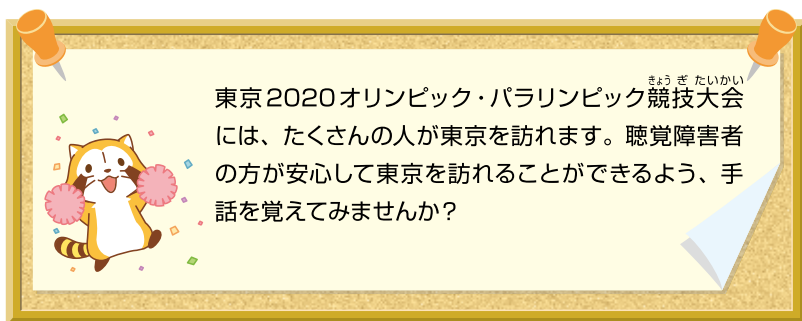 きょう ぎ たいかい
東京2020オリンピック・パラリンピック競技大会
には、たくさんの人が東京を訪れます。聴覚障害者
の方が安心して東京を訪れることができるよう、手
話を覚えてみませんか？